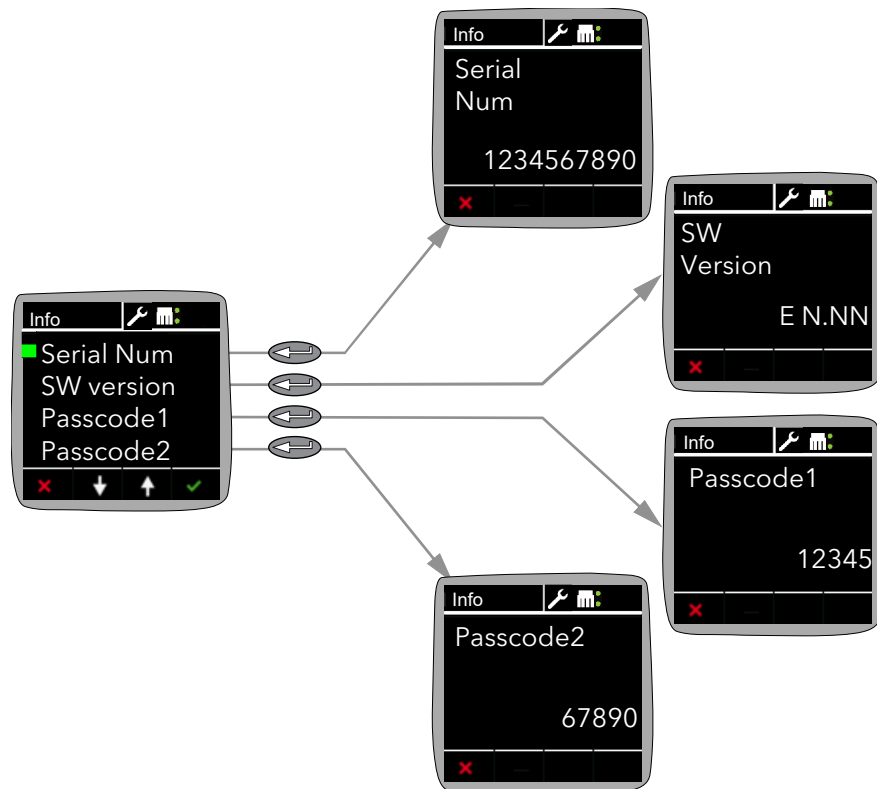 Info
Serial
Num
1234567890
Info
SW
Version
E N.NN
Info
Serial Num
SW version
Passcode1
Passcode2
Info
Passcode1
12345
Info
Passcode2
67890